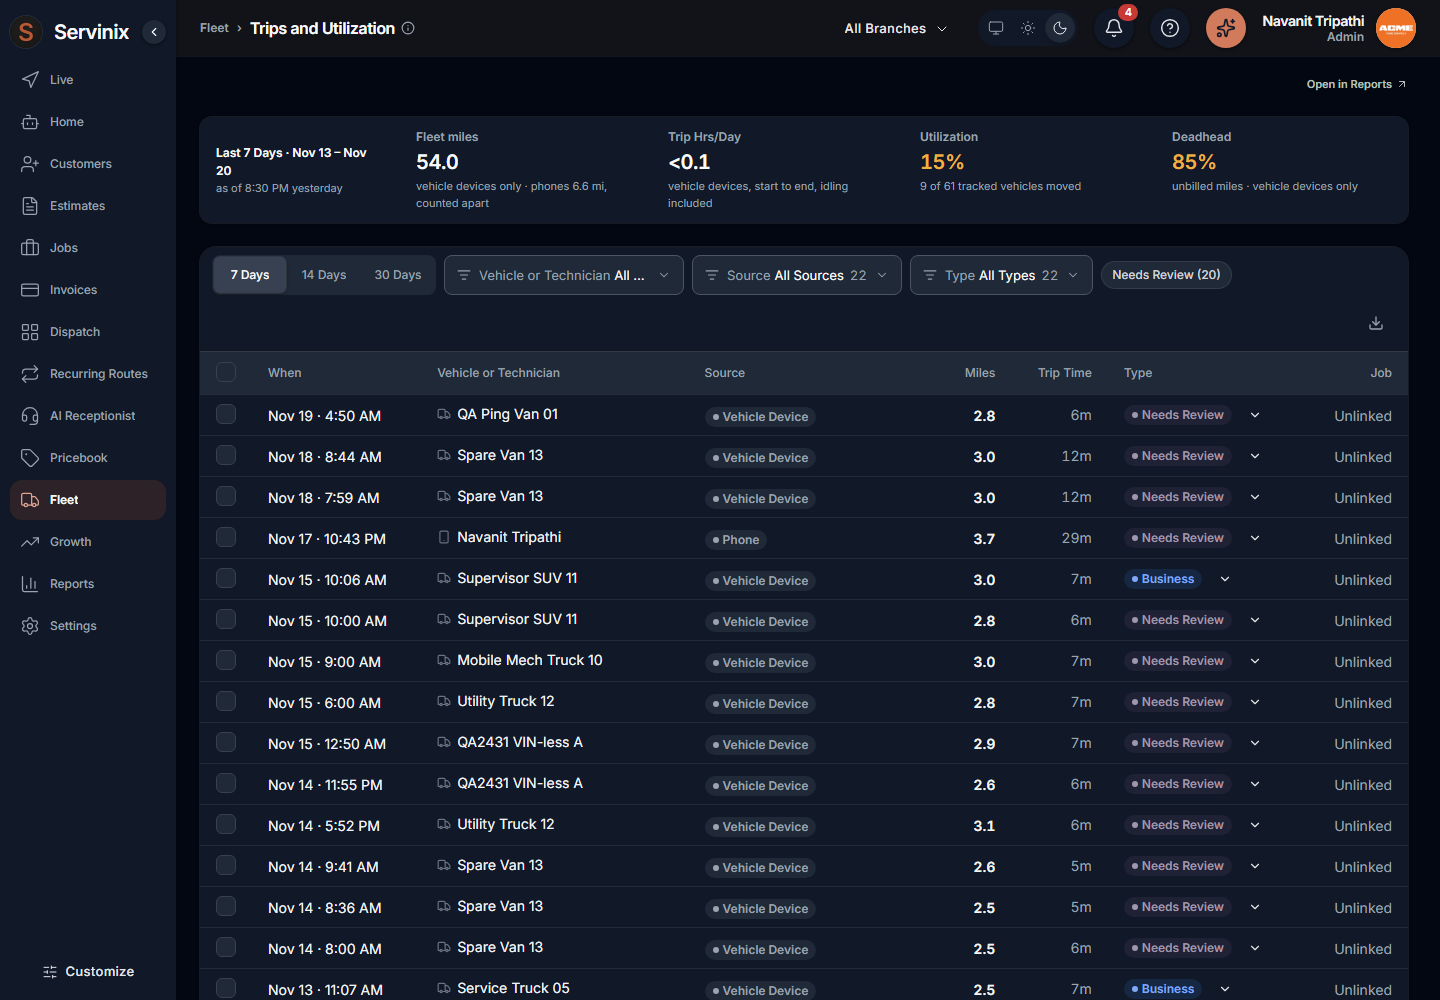 S Servinix
Live
Home
Customers
Estimates
Jobs
Invoices
Dispatch
Recurring Routes
AI Receptionist
Pricebook
Fleet
Growth
Reports
Settings
Customize
Fleet › Trips and Utilization
All Branches
4
Navanit Tripathi
Admin
ACME
Open in Reports
Last 7 Days · Nov 13 – Nov
20
as of 8:30 PM yesterday
Fleet miles
54.0
vehicle devices only · phones 6.6 mi,
counted apart
Trip Hrs/Day
<0.1
vehicle devices, start to end, idling
included
Utilization
15%
9 of 61 tracked vehicles moved
Deadhead
85%
unbilled miles · vehicle devices only
7 Days 14 Days 30 Days Vehicle or Technician All ... Source All Sources 22 Type All Types 22 Needs Review (20)
When Vehicle or Technician Source Miles Trip Time Type Job
Nov 19 · 4:50 AM QA Ping Van 01 Vehicle Device 2.8 6m Needs Review Unlinked
Nov 18 · 8:44 AM Spare Van 13 Vehicle Device 3.0 12m Needs Review Unlinked
Nov 18 · 7:59 AM Spare Van 13 Vehicle Device 3.0 12m Needs Review Unlinked
Nov 17 · 10:43 PM Navanit Tripathi Phone 3.7 29m Needs Review Unlinked
Nov 15 · 10:06 AM Supervisor SUV 11 Vehicle Device 3.0 7m Business Unlinked
Nov 15 · 10:00 AM Supervisor SUV 11 Vehicle Device 2.8 6m Needs Review Unlinked
Nov 15 · 9:00 AM Mobile Mech Truck 10 Vehicle Device 3.0 7m Needs Review Unlinked
Nov 15 · 6:00 AM Utility Truck 12 Vehicle Device 2.8 7m Needs Review Unlinked
Nov 15 · 12:50 AM QA2431 VIN-less A Vehicle Device 2.9 7m Needs Review Unlinked
Nov 14 · 11:55 PM QA2431 VIN-less A Vehicle Device 2.6 6m Needs Review Unlinked
Nov 14 · 5:52 PM Utility Truck 12 Vehicle Device 3.1 6m Needs Review Unlinked
Nov 14 · 9:41 AM Spare Van 13 Vehicle Device 2.6 5m Needs Review Unlinked
Nov 14 · 8:36 AM Spare Van 13 Vehicle Device 2.5 5m Needs Review Unlinked
Nov 14 · 8:00 AM Spare Van 13 Vehicle Device 2.5 6m Needs Review Unlinked
Nov 13 · 11:07 AM Service Truck 05 Vehicle Device 2.5 7m Business Unlinked